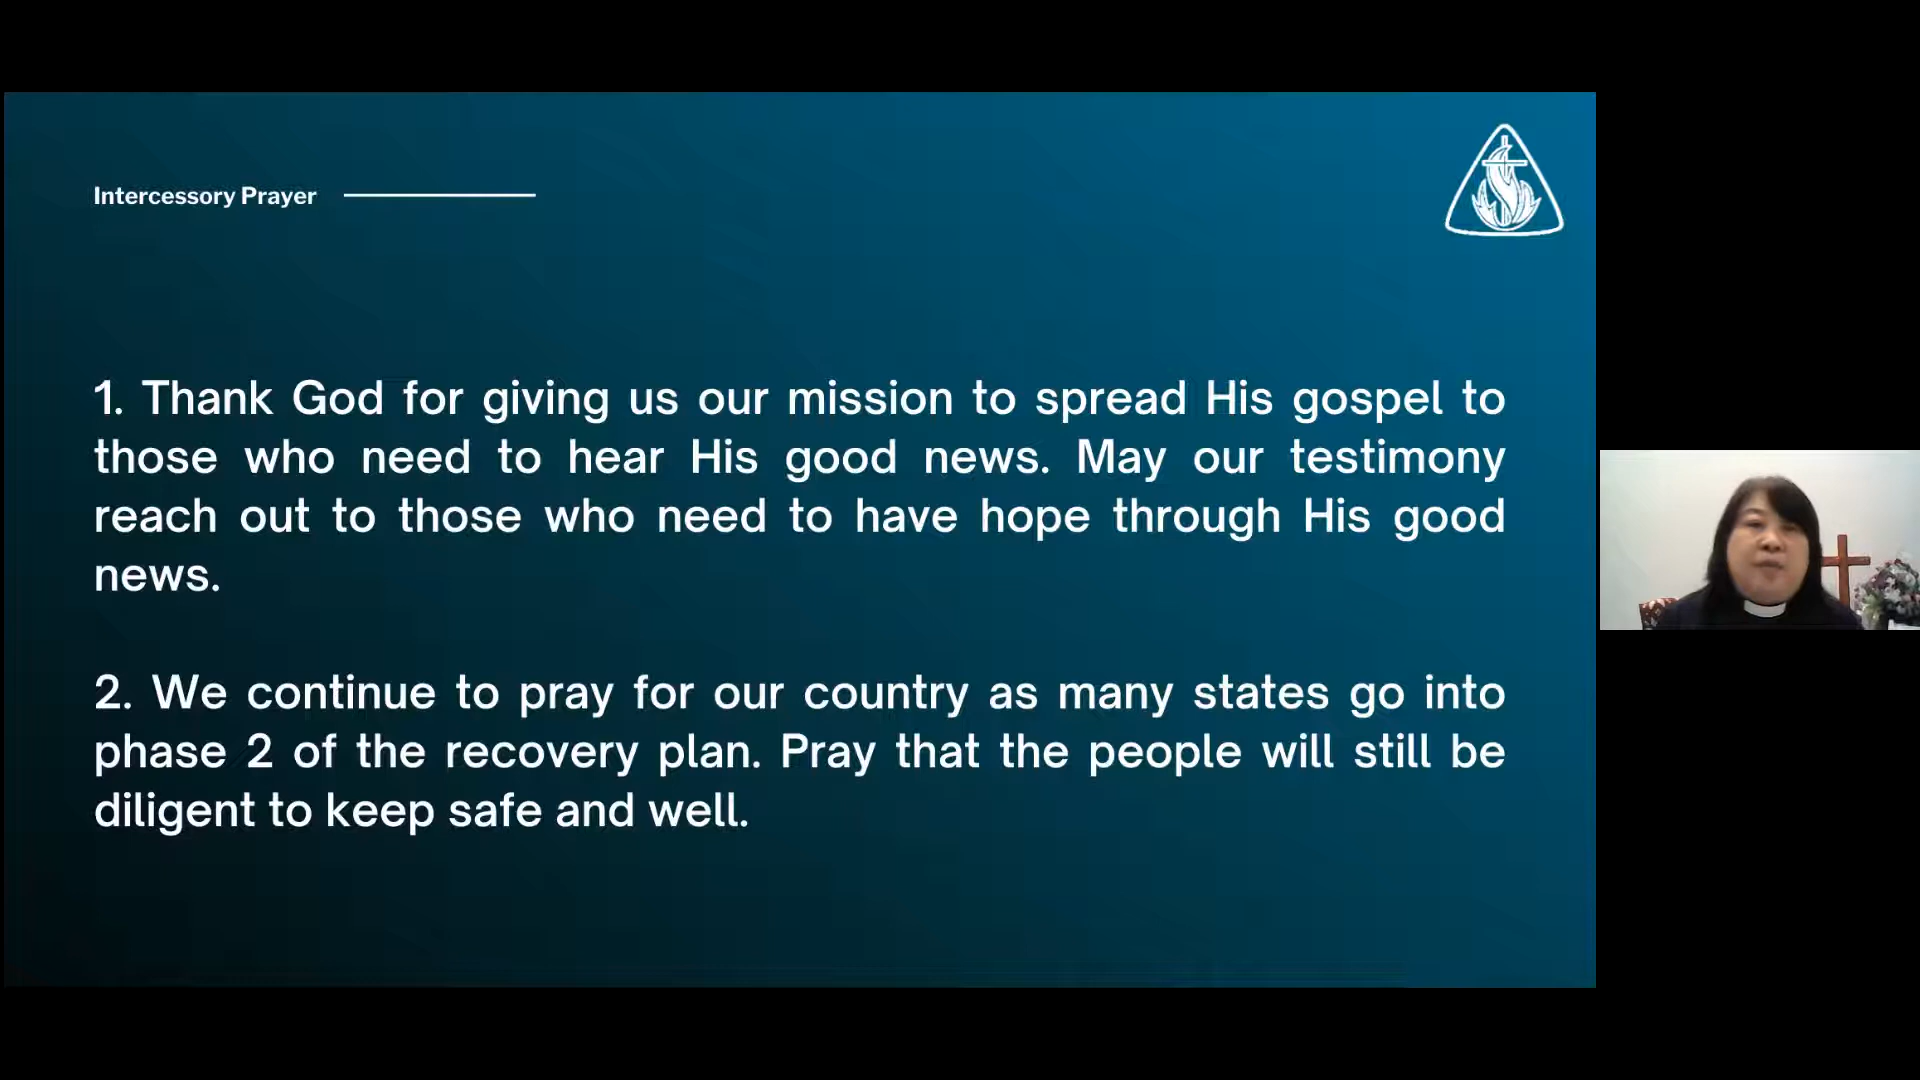 Intercessory Prayer
1. Thank God for giving us our mission to spread His gospel to
those who need to hear His good news. May our testimony
reach out to those who need to have hope through His good
news.
2. We continue to pray for our country as many states go into
phase 2 of the recovery plan. Pray that the people will still be
diligent to keep safe and well.